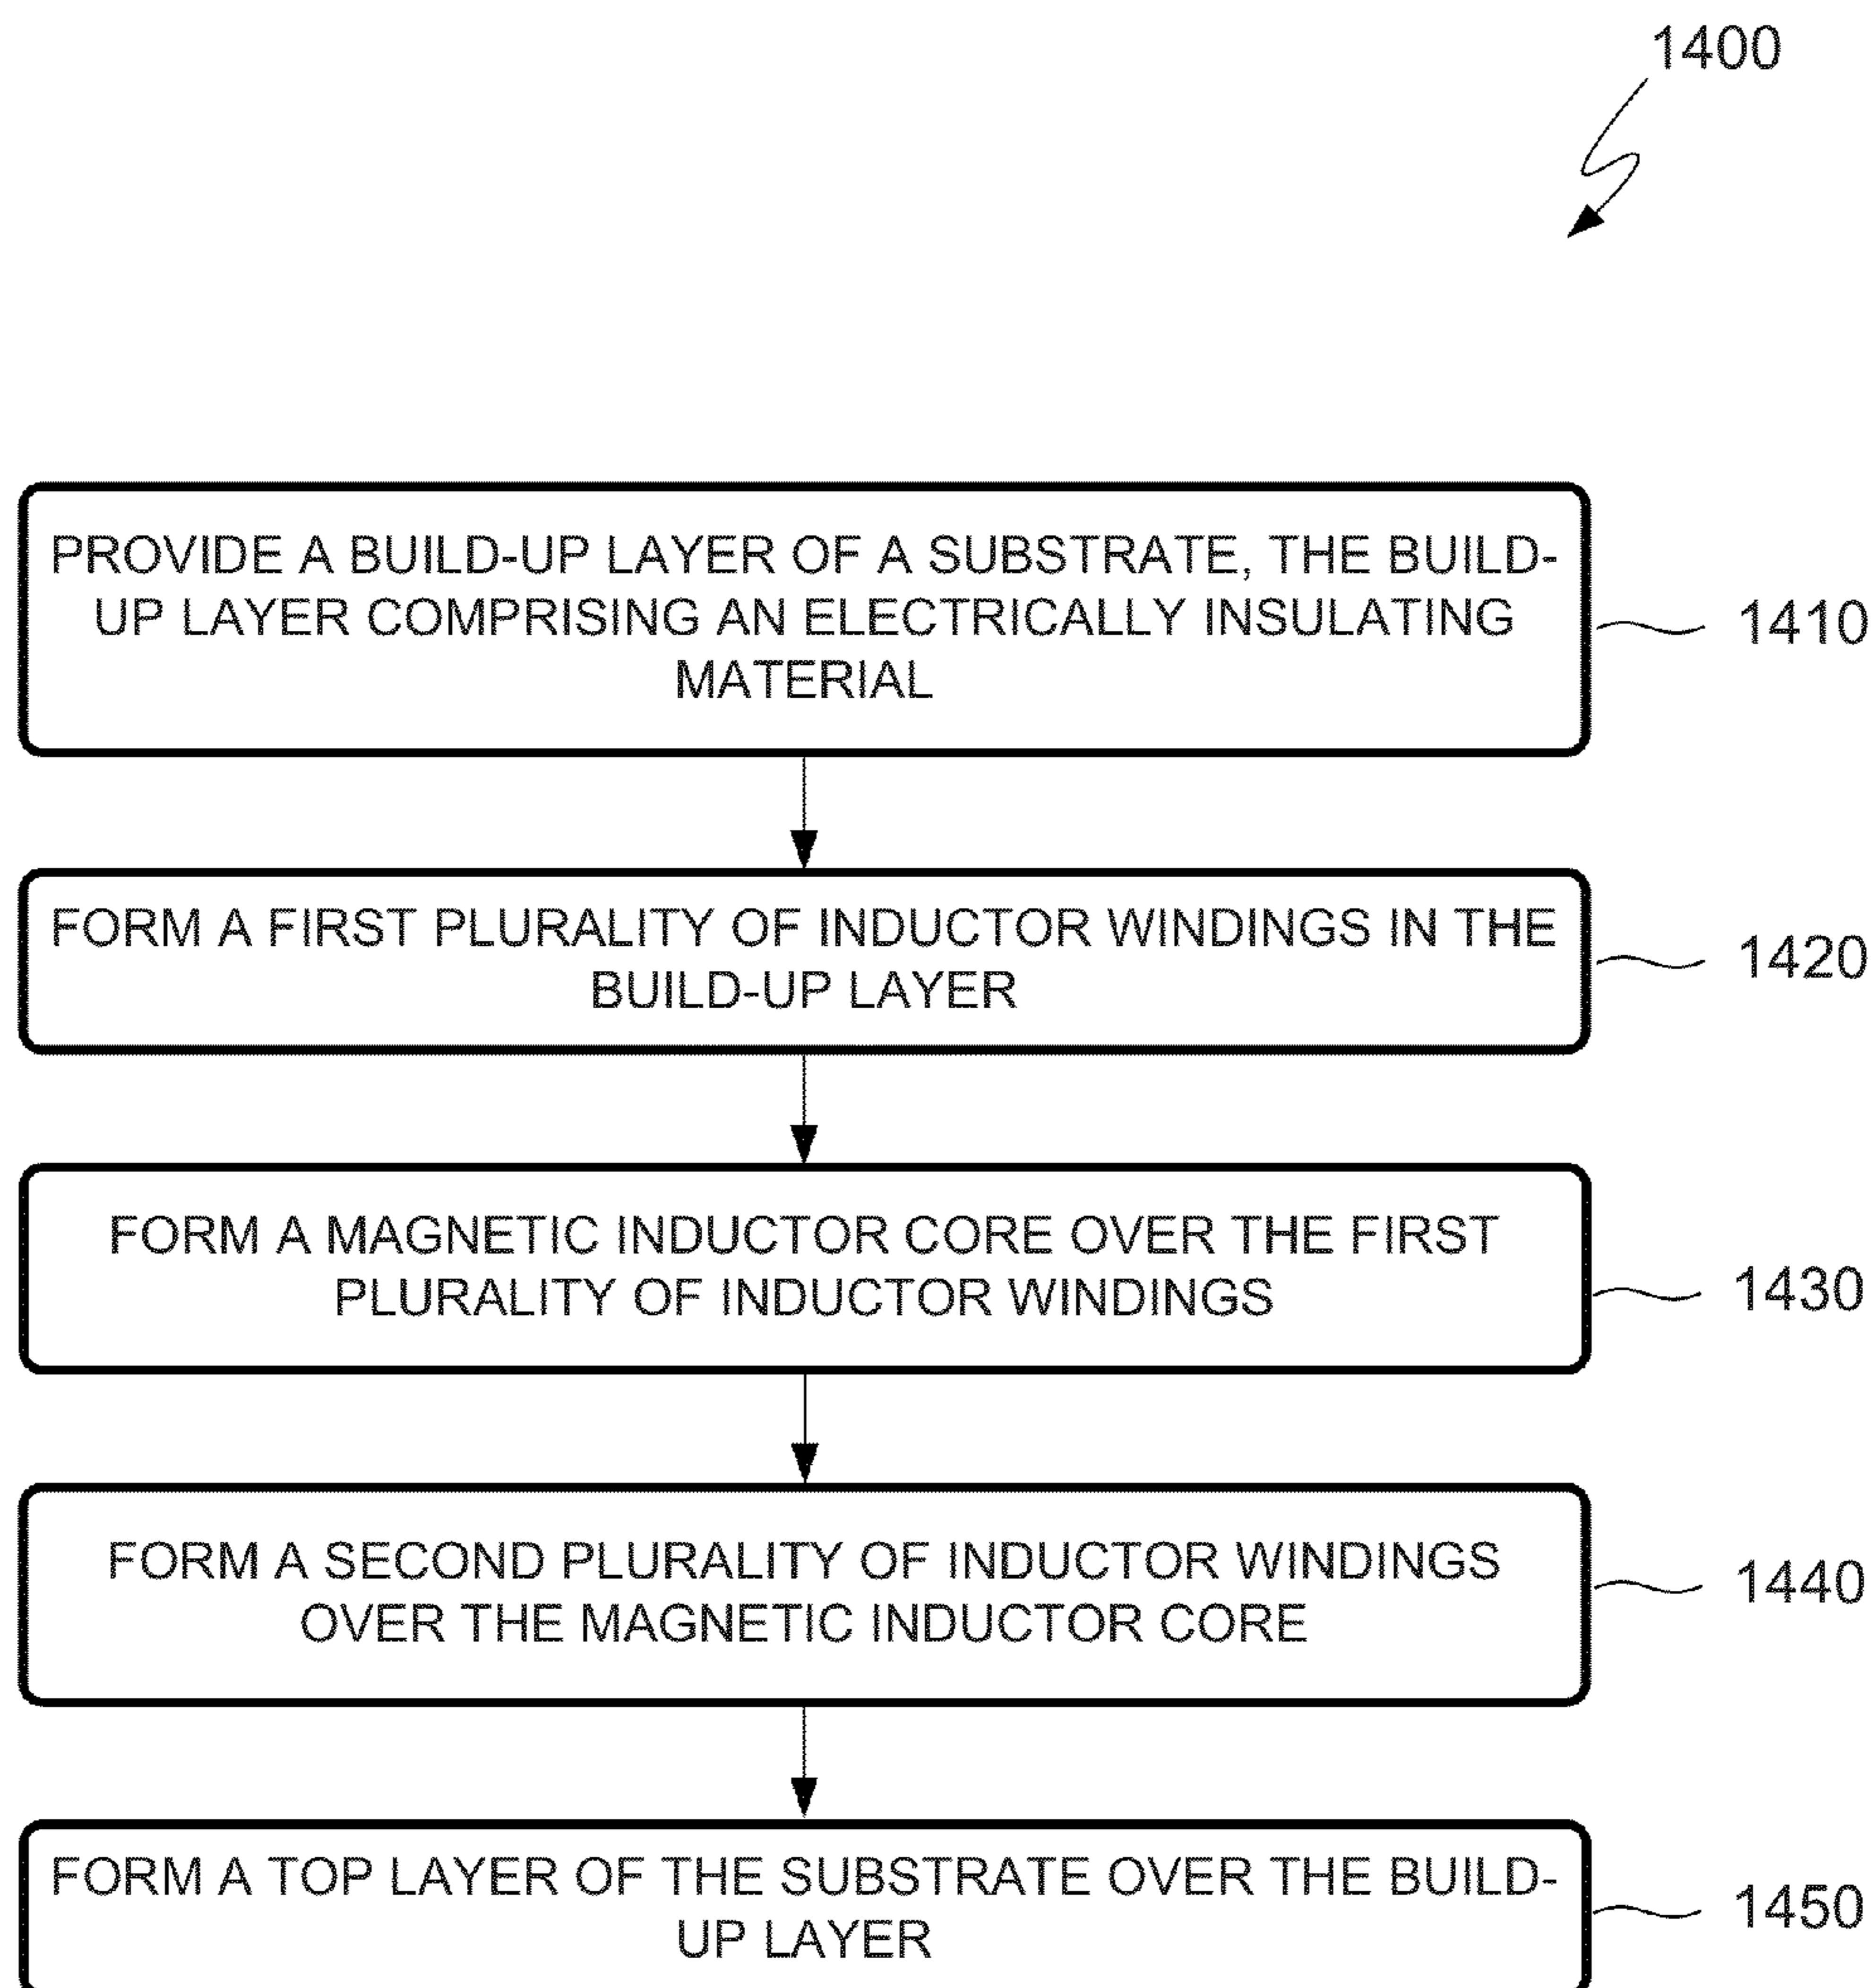 1400
PROVIDE A BUILD-UP LAYER OF A SUBSTRATE, THE BUILD-
UP LAYER COMPRISING AN ELECTRICALLY INSULATING
MATERIAL
1410
FORM A FIRST PLURALITY OF INDUCTOR WINDINGS IN THE
BUILD-UP LAYER
1420
FORM A MAGNETIC INDUCTOR CORE OVER THE FIRST
PLURALITY OF INDUCTOR WINDINGS
1430
FORM A SECOND PLURALITY OF INDUCTOR WINDINGS
OVER THE MAGNETIC INDUCTOR CORE
1440
FORM A TOP LAYER OF THE SUBSTRATE OVER THE BUILD-
UP LAYER
1450